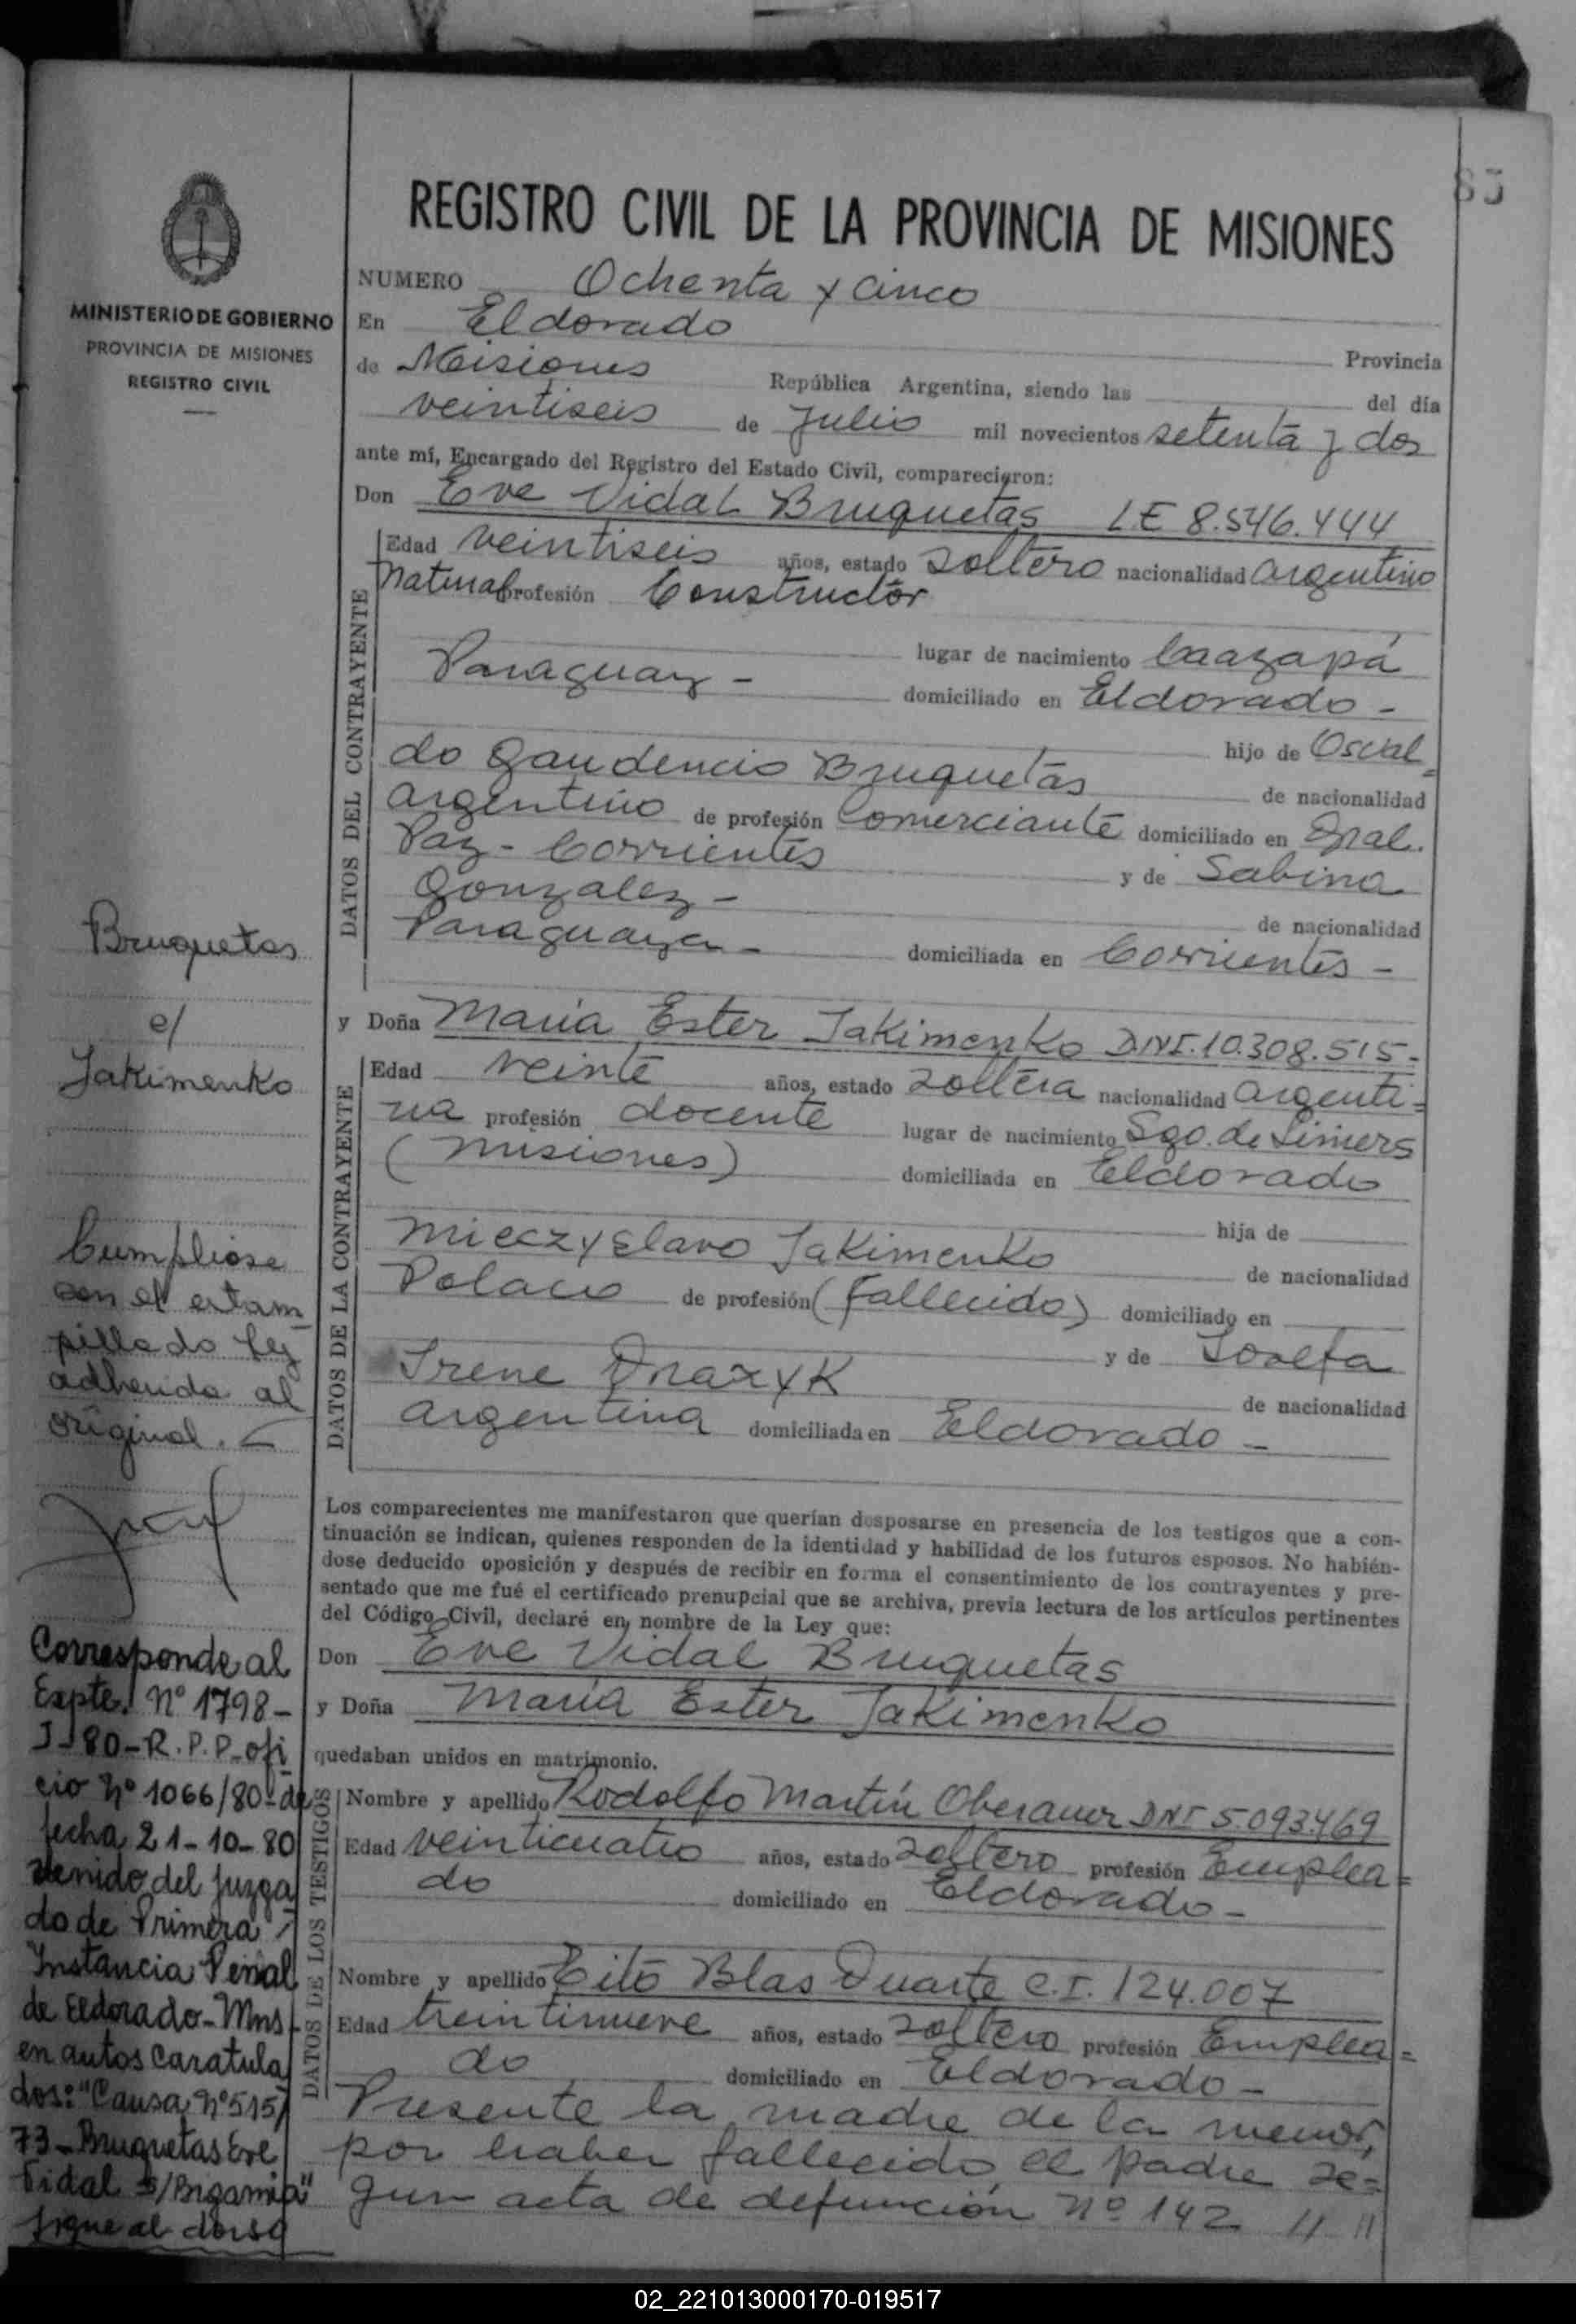 85
REGISTRO CIVIL DE LA PROVINCIA DE MISIONES
MINISTERIO DE GOBIERNO
PROVINCIA DE MISIONES
REGISTRO CIVIL
NUMERO Ochenta y cinco
En Eldorado Provincia
de Misiones República Argentina, siendo las del día
veintiseis de Julio mil novecientos setenta y dos
ante mí, Encargado del Registro del Estado Civil, comparecieron:
Don Eve Vidal Bruquetas LE 8.546.444
DATOS DEL CONTRAYENTE
Edad veintiseis años, estado soltero nacionalidad argentino
natural profesión Constructor
lugar de nacimiento Caazapá
Paraguay - domiciliado en Eldorado -
hijo de Osval=
do Gaudencio Bruquetas de nacionalidad
argentino de profesión Comerciante domiciliado en Gral.
Paz - Corrientes y de Sabina
Gonzalez - de nacionalidad
Paraguaya - domiciliada en Corrientes -
y Doña María Ester Jakimenko D.N.I. 10.308.515 -
DATOS DE LA CONTRAYENTE
Edad veinte años, estado soltera nacionalidad argenti=
na profesión docente lugar de nacimiento Sgo. de Liniers
(Misiones) domiciliada en Eldorado
hija de
Mieczyslavo Jakimenko de nacionalidad
Polaco de profesión (fallecido) domiciliado en
y de Josefa
Irene de nacionalidad
argentina domiciliada en Eldorado -
Los comparecientes me manifestaron que querían desposarse en presencia de los testigos que a con-
tinuación se indican, quienes responden de la identidad y habilidad de los futuros esposos. No habién-
dose deducido oposición y después de recibir en forma el consentimiento de los contrayentes y pre-
sentado que me fué el certificado prenupcial que se archiva, previa lectura de los artículos pertinentes
del Código Civil, declaré en nombre de la Ley que:
Don Eve Vidal Bruquetas
y Doña María Ester Jakimenko
quedaban unidos en matrimonio.
DATOS DE LOS TESTIGOS
Nombre y apellido Rodolfo Martín Oberauer DNI 5.093.469
Edad veinticuatro años, estado soltero profesión Emplea=
do domiciliado en Eldorado -
Nombre y apellido Tito Blas Duarte C.I. 124.007
Edad treintinueve años, estado soltero profesión Emplea=
do domiciliado en Eldorado -
Presente la madre de la menor,
por haber fallecido el padre se=
gun acta de defunción Nº 142 // //
Bruquetas
c/
Jakimenko
Cumpliose
con el estam
pillado ley
adherido al
original. -
Corresponde al
Expte. Nº 1798-
J-80-R.P.P. ofi
cio Nº 1066/80 de
fecha 21-10-80
venido del Juzga
do de Primera
Instancia Penal
de Eldorado-Mns
en autos caratula
dos: "Causa Nº 515/
73-Bruquetas Eve
Vidal s/Bigamia"
sigue al dorso
02_221013000170-019517